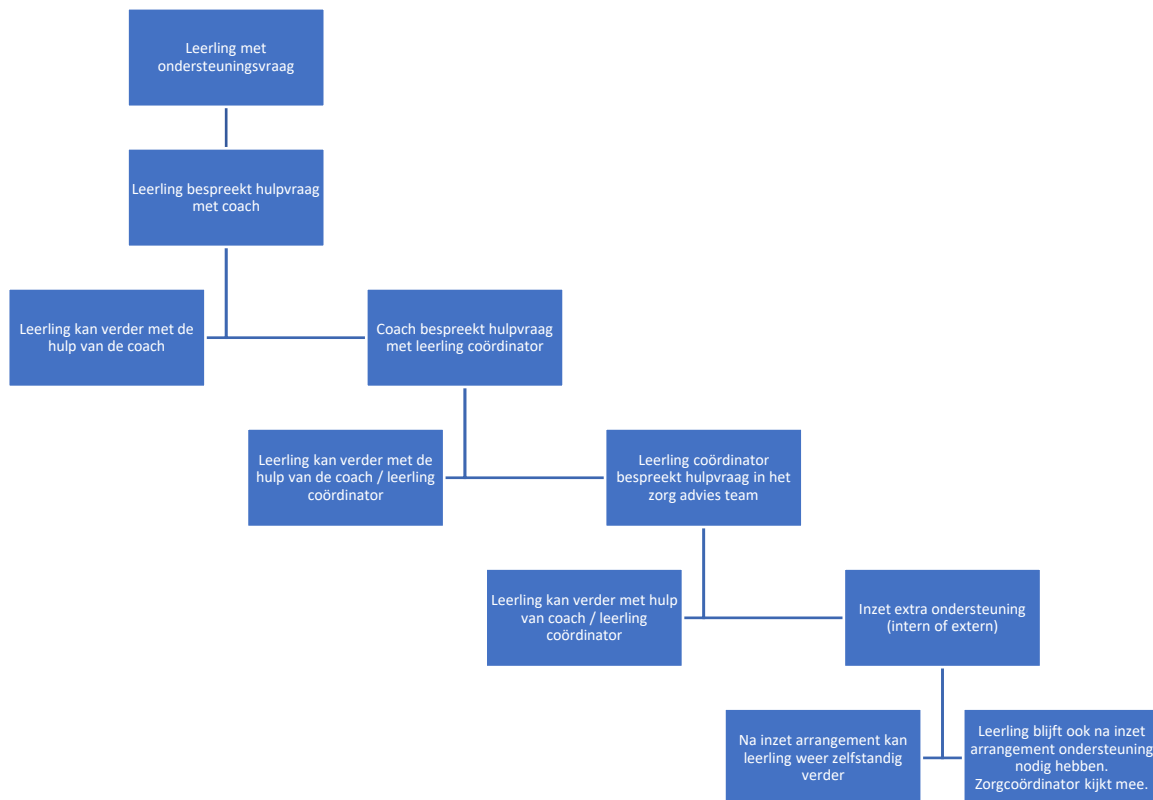 Leerling met
ondersteuningsvraag
Leerling bespreekt hulpvraag
met coach
Leerling kan verder met de
hulp van de coach
Coach bespreekt hulpvraag
met leerling coördinator
Leerling kan verder met de
hulp van de coach / leerling
coördinator
Leerling coördinator
bespreekt hulpvraag in het
zorg advies team
Leerling kan verder met hulp
van coach / leerling
coördinator
Inzet extra ondersteuning
(intern of extern)
Na inzet arrangement kan
leerling weer zelfstandig
verder
Leerling blijft ook na inzet
arrangement ondersteuning
nodig hebben.
Zorgcoördinator kijkt mee.